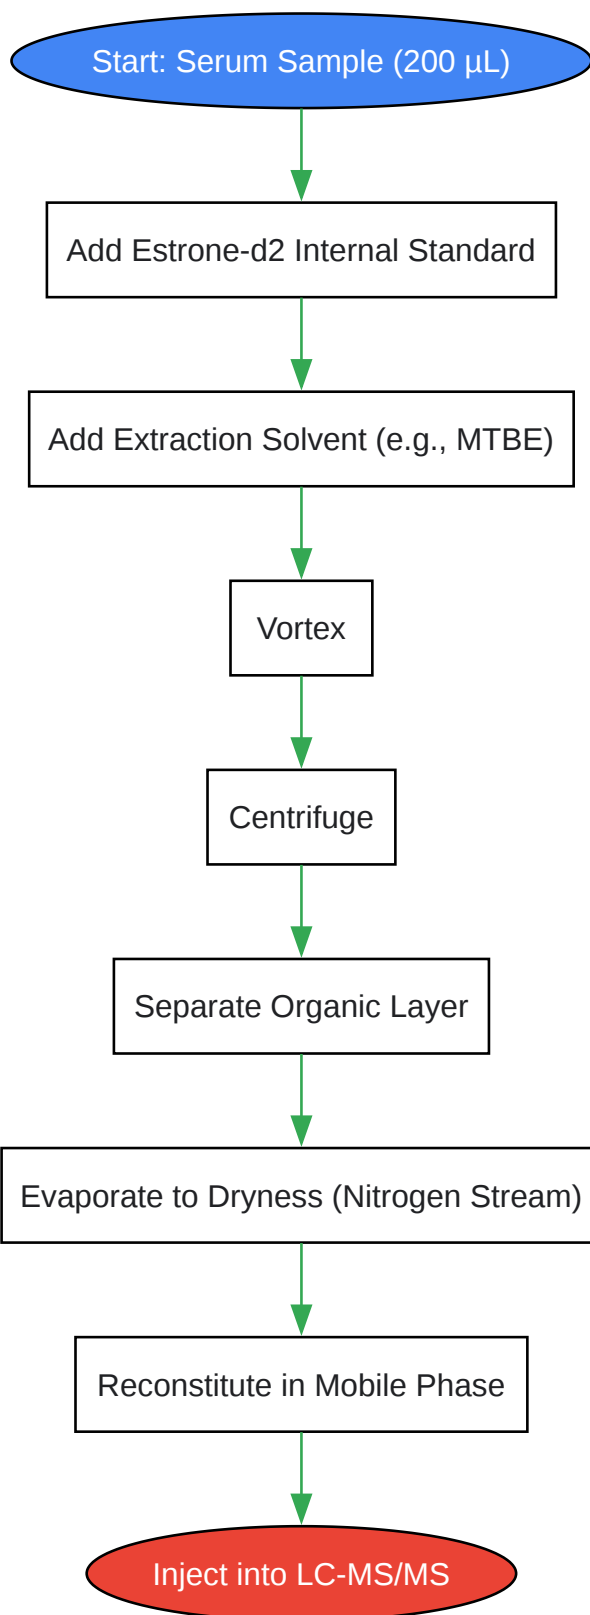 Start: Serum Sample (200 µL)
Add Estrone-d2 Internal Standard
Add Extraction Solvent (e.g., MTBE)
Vortex
Centrifuge
Separate Organic Layer
Evaporate to Dryness (Nitrogen Stream)
Reconstitute in Mobile Phase
Inject into LC-MS/MS